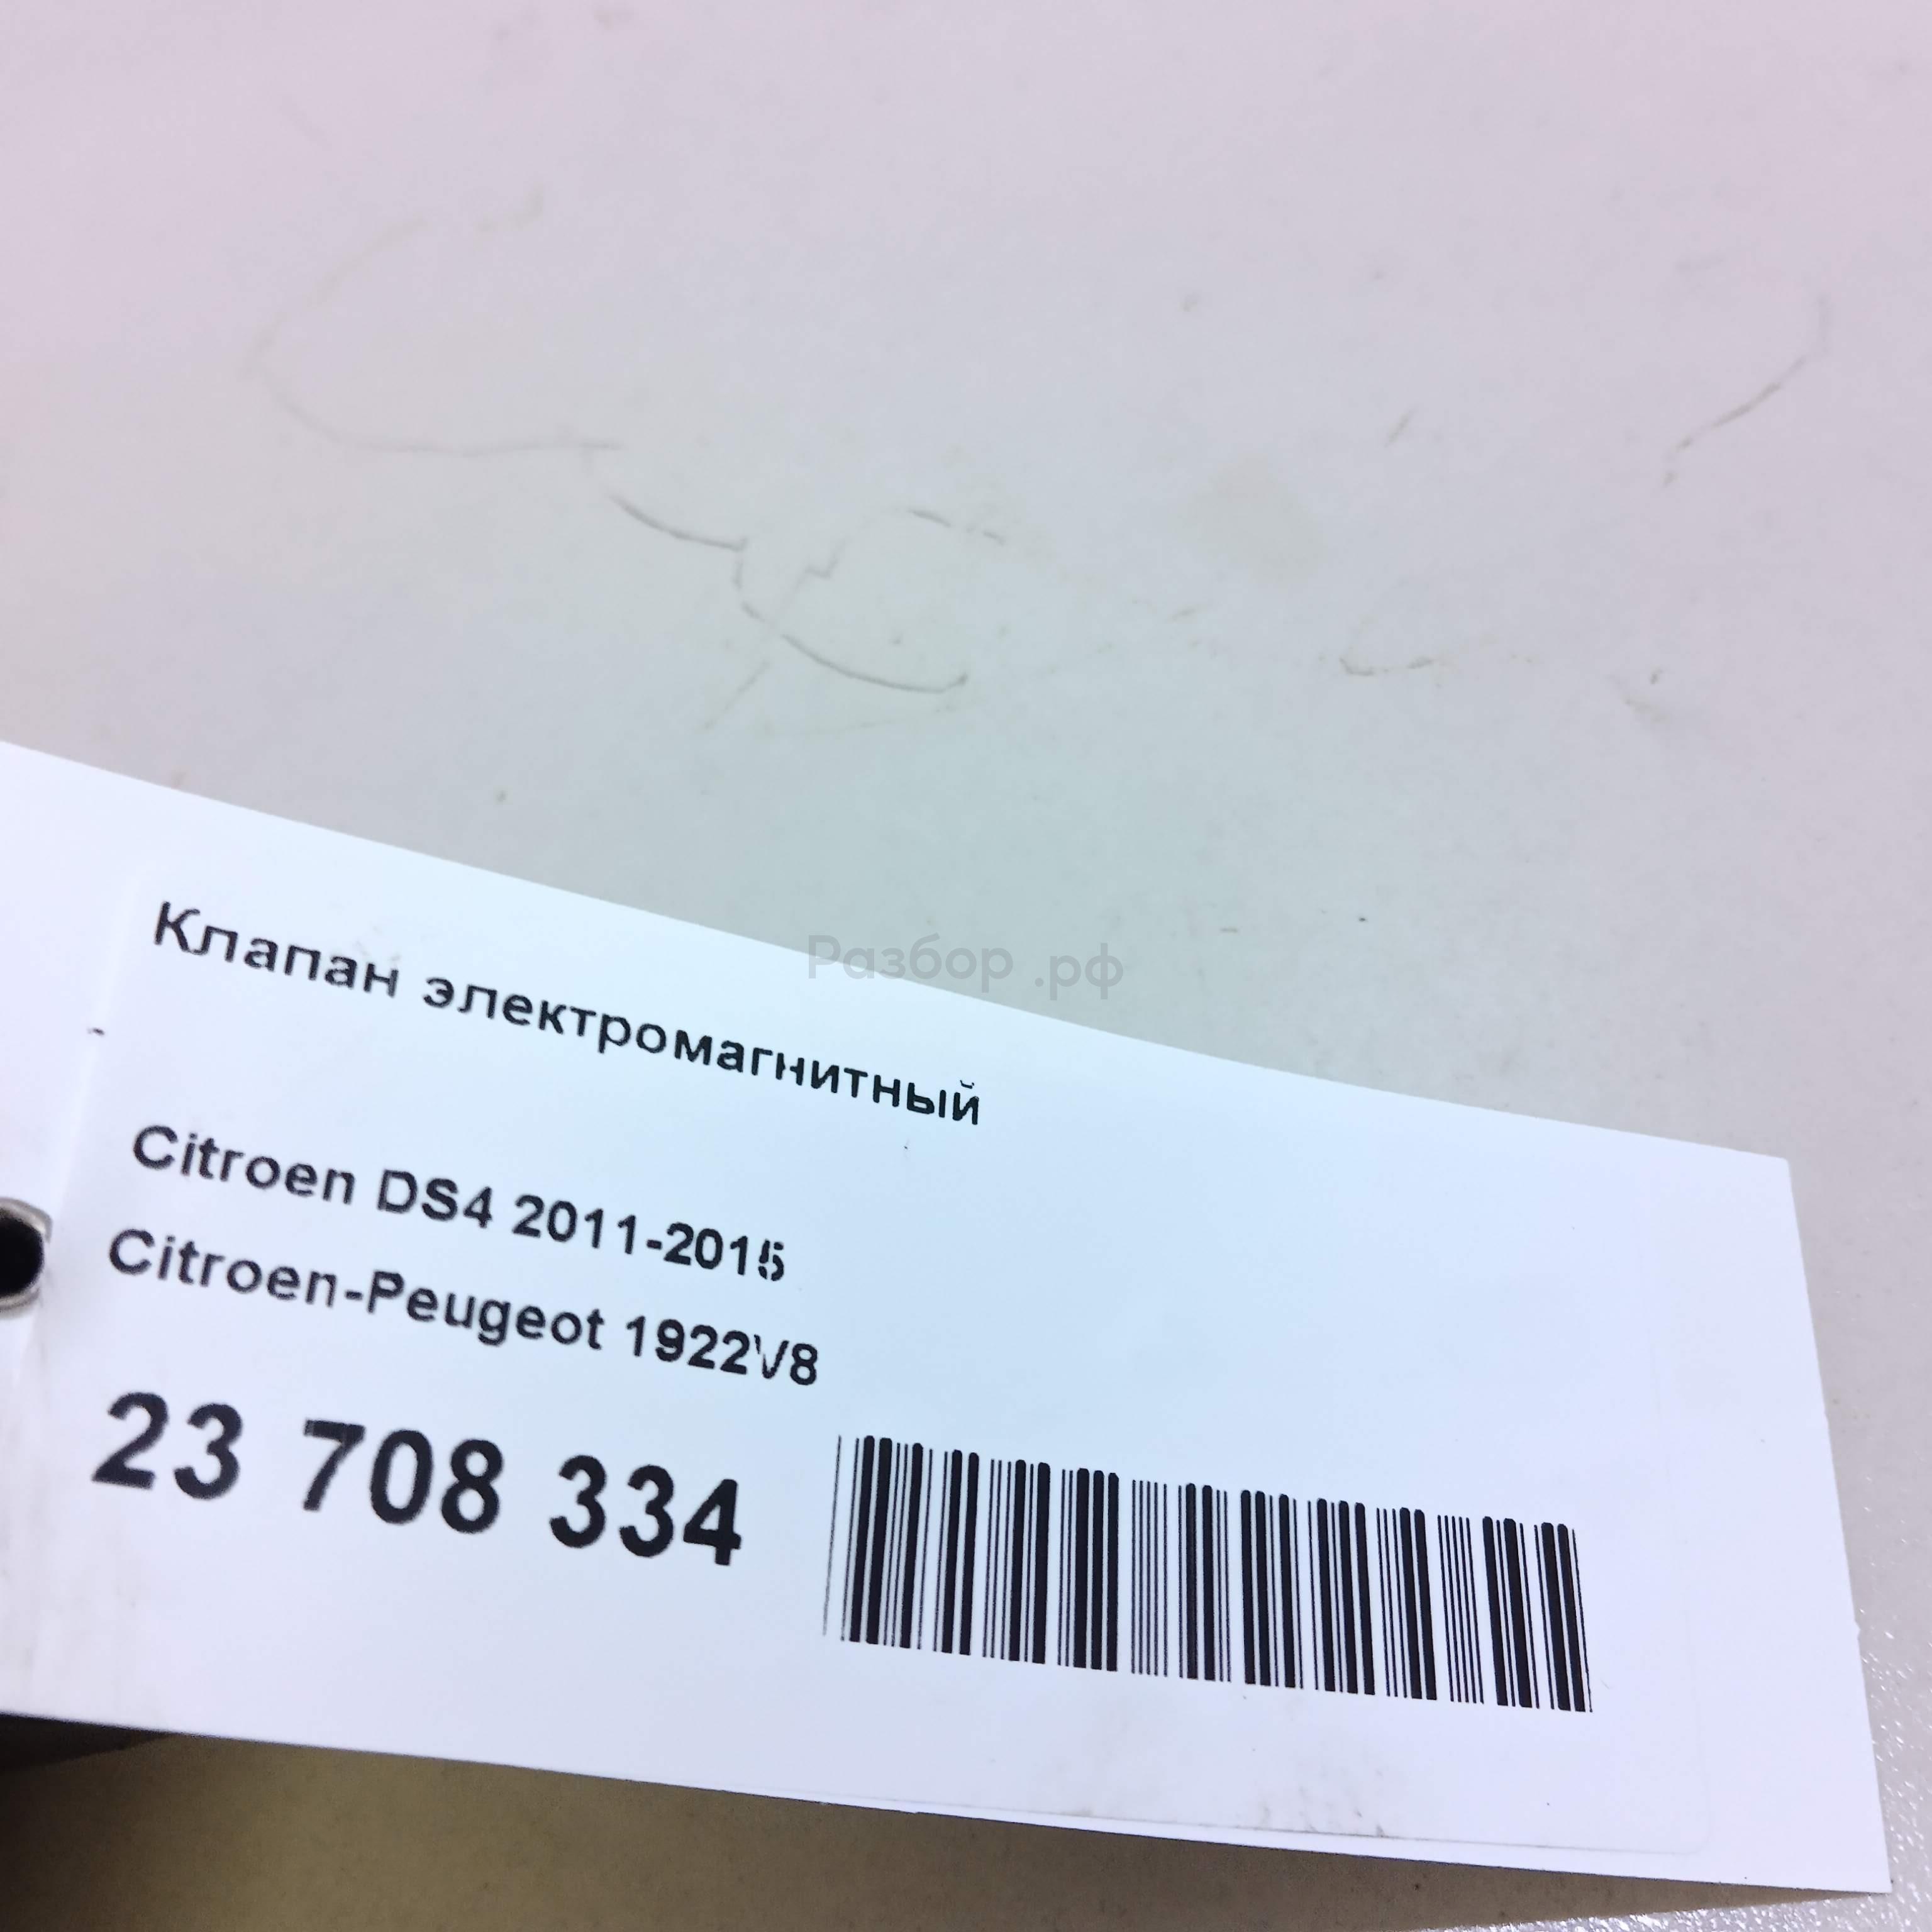 Разбор.рф
Клапан электромагнитный
Citroen DS4 2011-2015
Citroen-Peugeot 1922V8
23 708 334